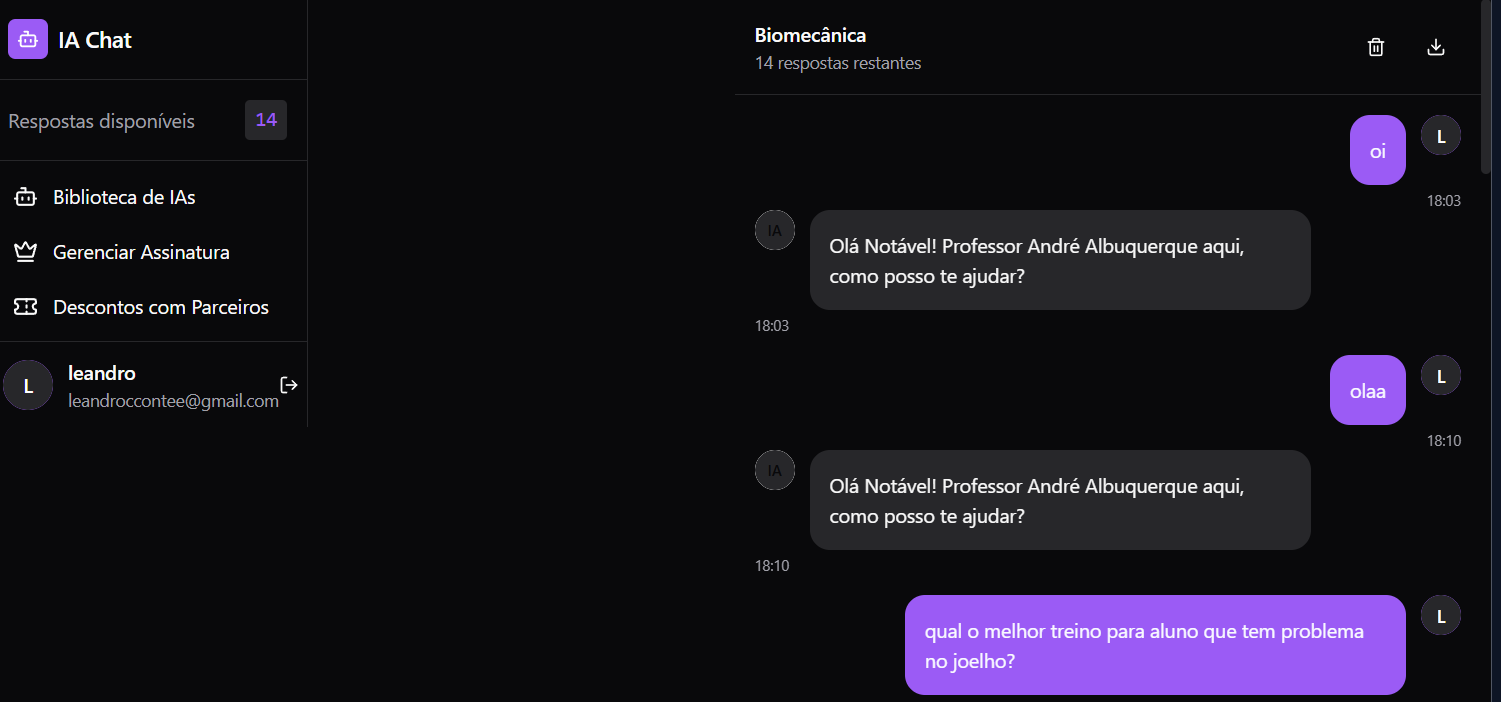 IA Chat
Respostas disponíveis 14
Biblioteca de IAs
Gerenciar Assinatura
Descontos com Parceiros
L
leandro
leandroccontee@gmail.com
Biomecânica
14 respostas restantes
oi
L
18:03
IA
Olá Notável! Professor André Albuquerque aqui,
como posso te ajudar?
18:03
olaa
L
18:10
IA
Olá Notável! Professor André Albuquerque aqui,
como posso te ajudar?
18:10
qual o melhor treino para aluno que tem problema
no joelho?
L